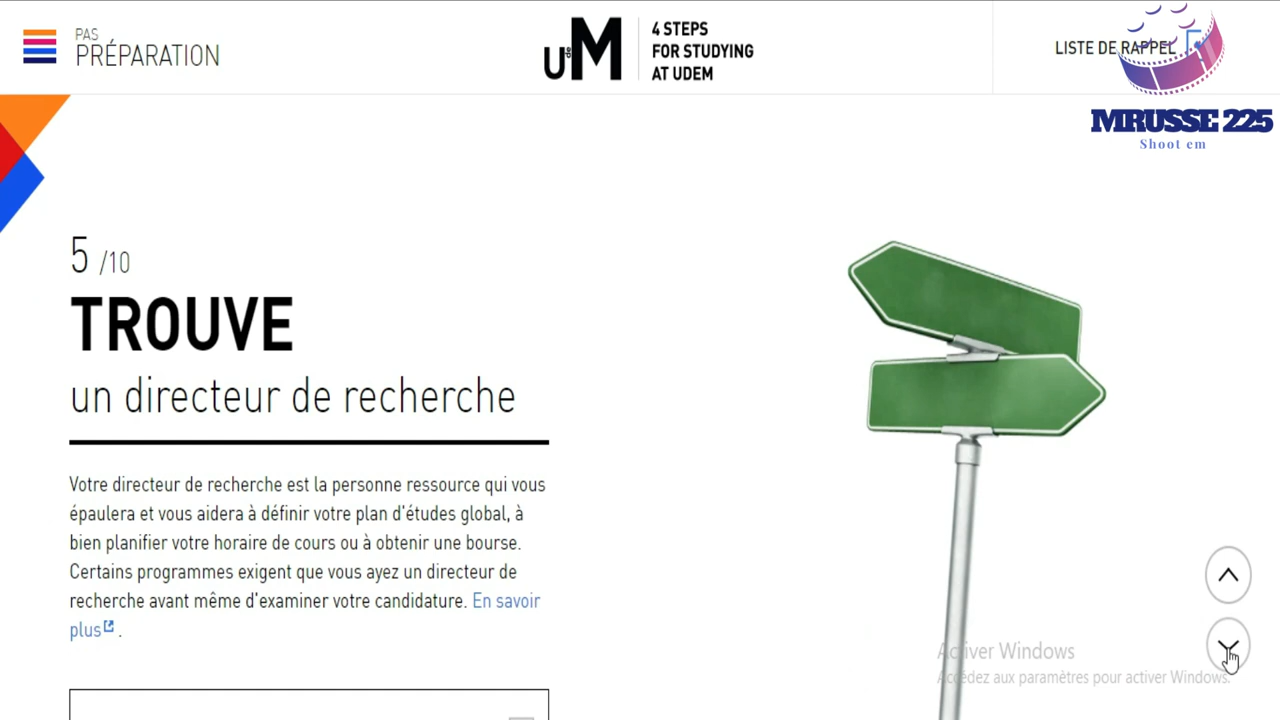 PAS
PRÉPARATION
UdeM
4 STEPS
FOR STUDYING
AT UDEM
LISTE DE RAPPEL
MRUSSE 225
Shoot em
5 /10
TROUVE
un directeur de recherche
Votre directeur de recherche est la personne ressource qui vous
épaulera et vous aidera à définir votre plan d'études global, à
bien planifier votre horaire de cours ou à obtenir une bourse.
Certains programmes exigent que vous ayez un directeur de
recherche avant même d'examiner votre candidature. En savoir
plus .
Activer Windows
Accédez aux paramètres pour activer Windows.